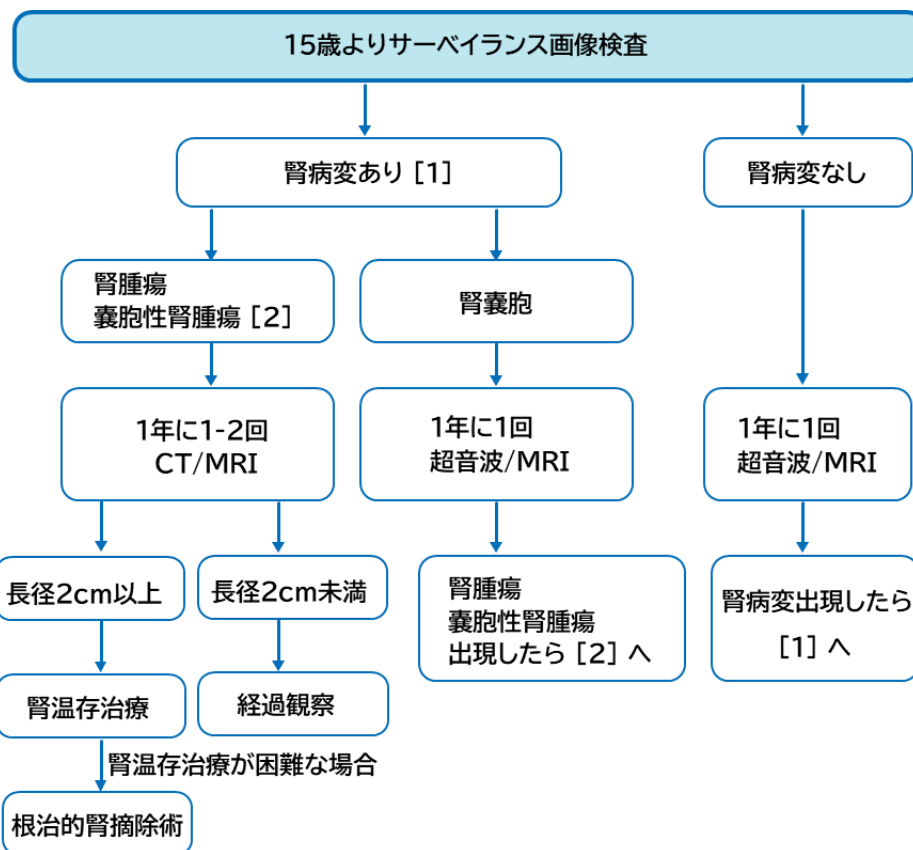 15歳よりサーベイランス画像検査
腎病変あり [1]
腎病変なし
腎腫瘍
嚢胞性腎腫瘍 [2]
腎嚢胞
1年に1-2回
CT/MRI
1年に1回
超音波/MRI
1年に1回
超音波/MRI
長径2cm以上
長径2cm未満
腎腫瘍
嚢胞性腎腫瘍
出現したら [2] へ
腎病変出現したら
[1] へ
腎温存治療
経過観察
腎温存治療が困難な場合
根治的腎摘除術